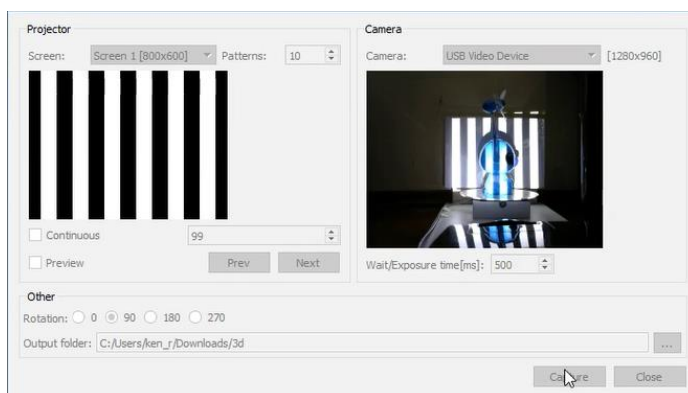 Projector
Screen: Screen 1 [800x600] Patterns: 10
Continuous 99
Preview Prev Next
Camera
Camera: USB Video Device [1280x960]
Wait/Exposure time[ms]: 500
Other
Rotation: 0 90 180 270
Output folder: C:/Users/ken_r/Downloads/3d ...
Capture Close